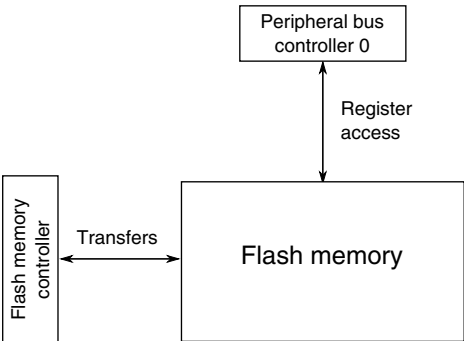 Peripheral bus
controller 0
Register
access
Flash memory
controller
Transfers
Flash memory